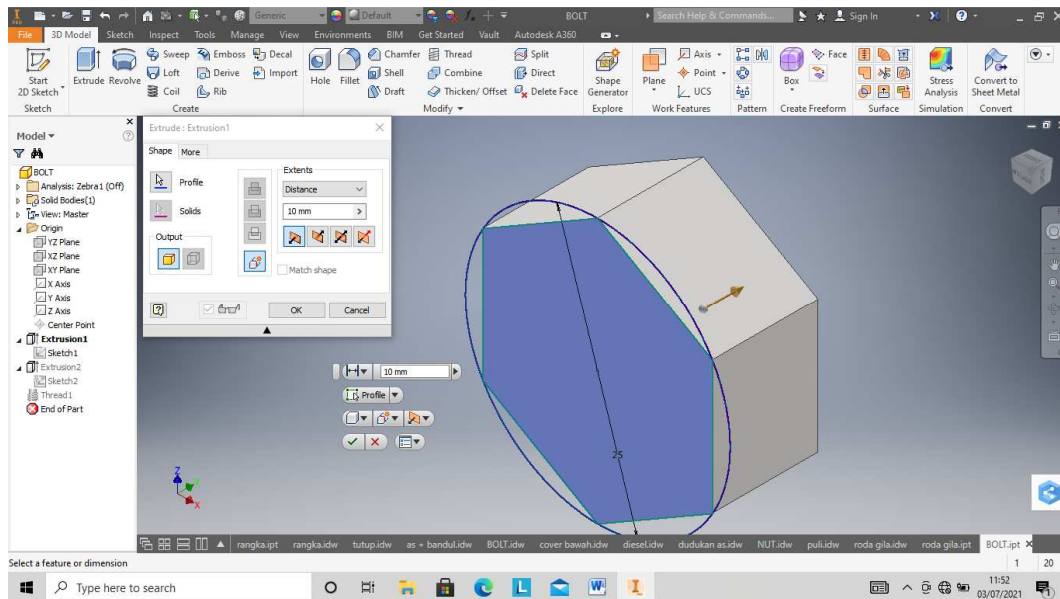 I PRO
Generic
Default
fx
BOLT
Search Help & Commands...
Sign In
File 3D Model Sketch Inspect Tools Manage View Environments BIM Get Started Vault Autodesk A360
Start 2D Sketch
Extrude Revolve
Sweep Emboss Decal
Loft Derive Import
Coil Rib
Hole Fillet
Chamfer Thread Split
Shell Combine Direct
Draft Thicken/ Offset Delete Face
Shape Generator
Plane
Axis
Point
UCS
Box Face
Stress Analysis
Convert to Sheet Metal
Sketch Create Modify Explore Work Features Pattern Create Freeform Surface Simulation Convert
Model
BOLT
Analysis: Zebra1 (Off)
Solid Bodies(1)
View: Master
Origin
YZ Plane
XZ Plane
XY Plane
X Axis
Y Axis
Z Axis
Center Point
Extrusion1
Sketch1
Extrusion2
Sketch2
Thread1
End of Part
Extrude : Extrusion1
Shape More
Profile
Solids
Output
Extents
Distance
10 mm
Match shape
OK Cancel
10 mm
Profile
25
Z
Y
X
rangka.ipt rangka.idw tutup.idw as + bandul.idw BOlT.idw cover bawah.idw diesel.idw dudukan as.idw NUT.idw puli.idw roda gila.idw roda gila.ipt BOLT.ipt
Select a feature or dimension
1 20
Type here to search
11:52
03/07/2021